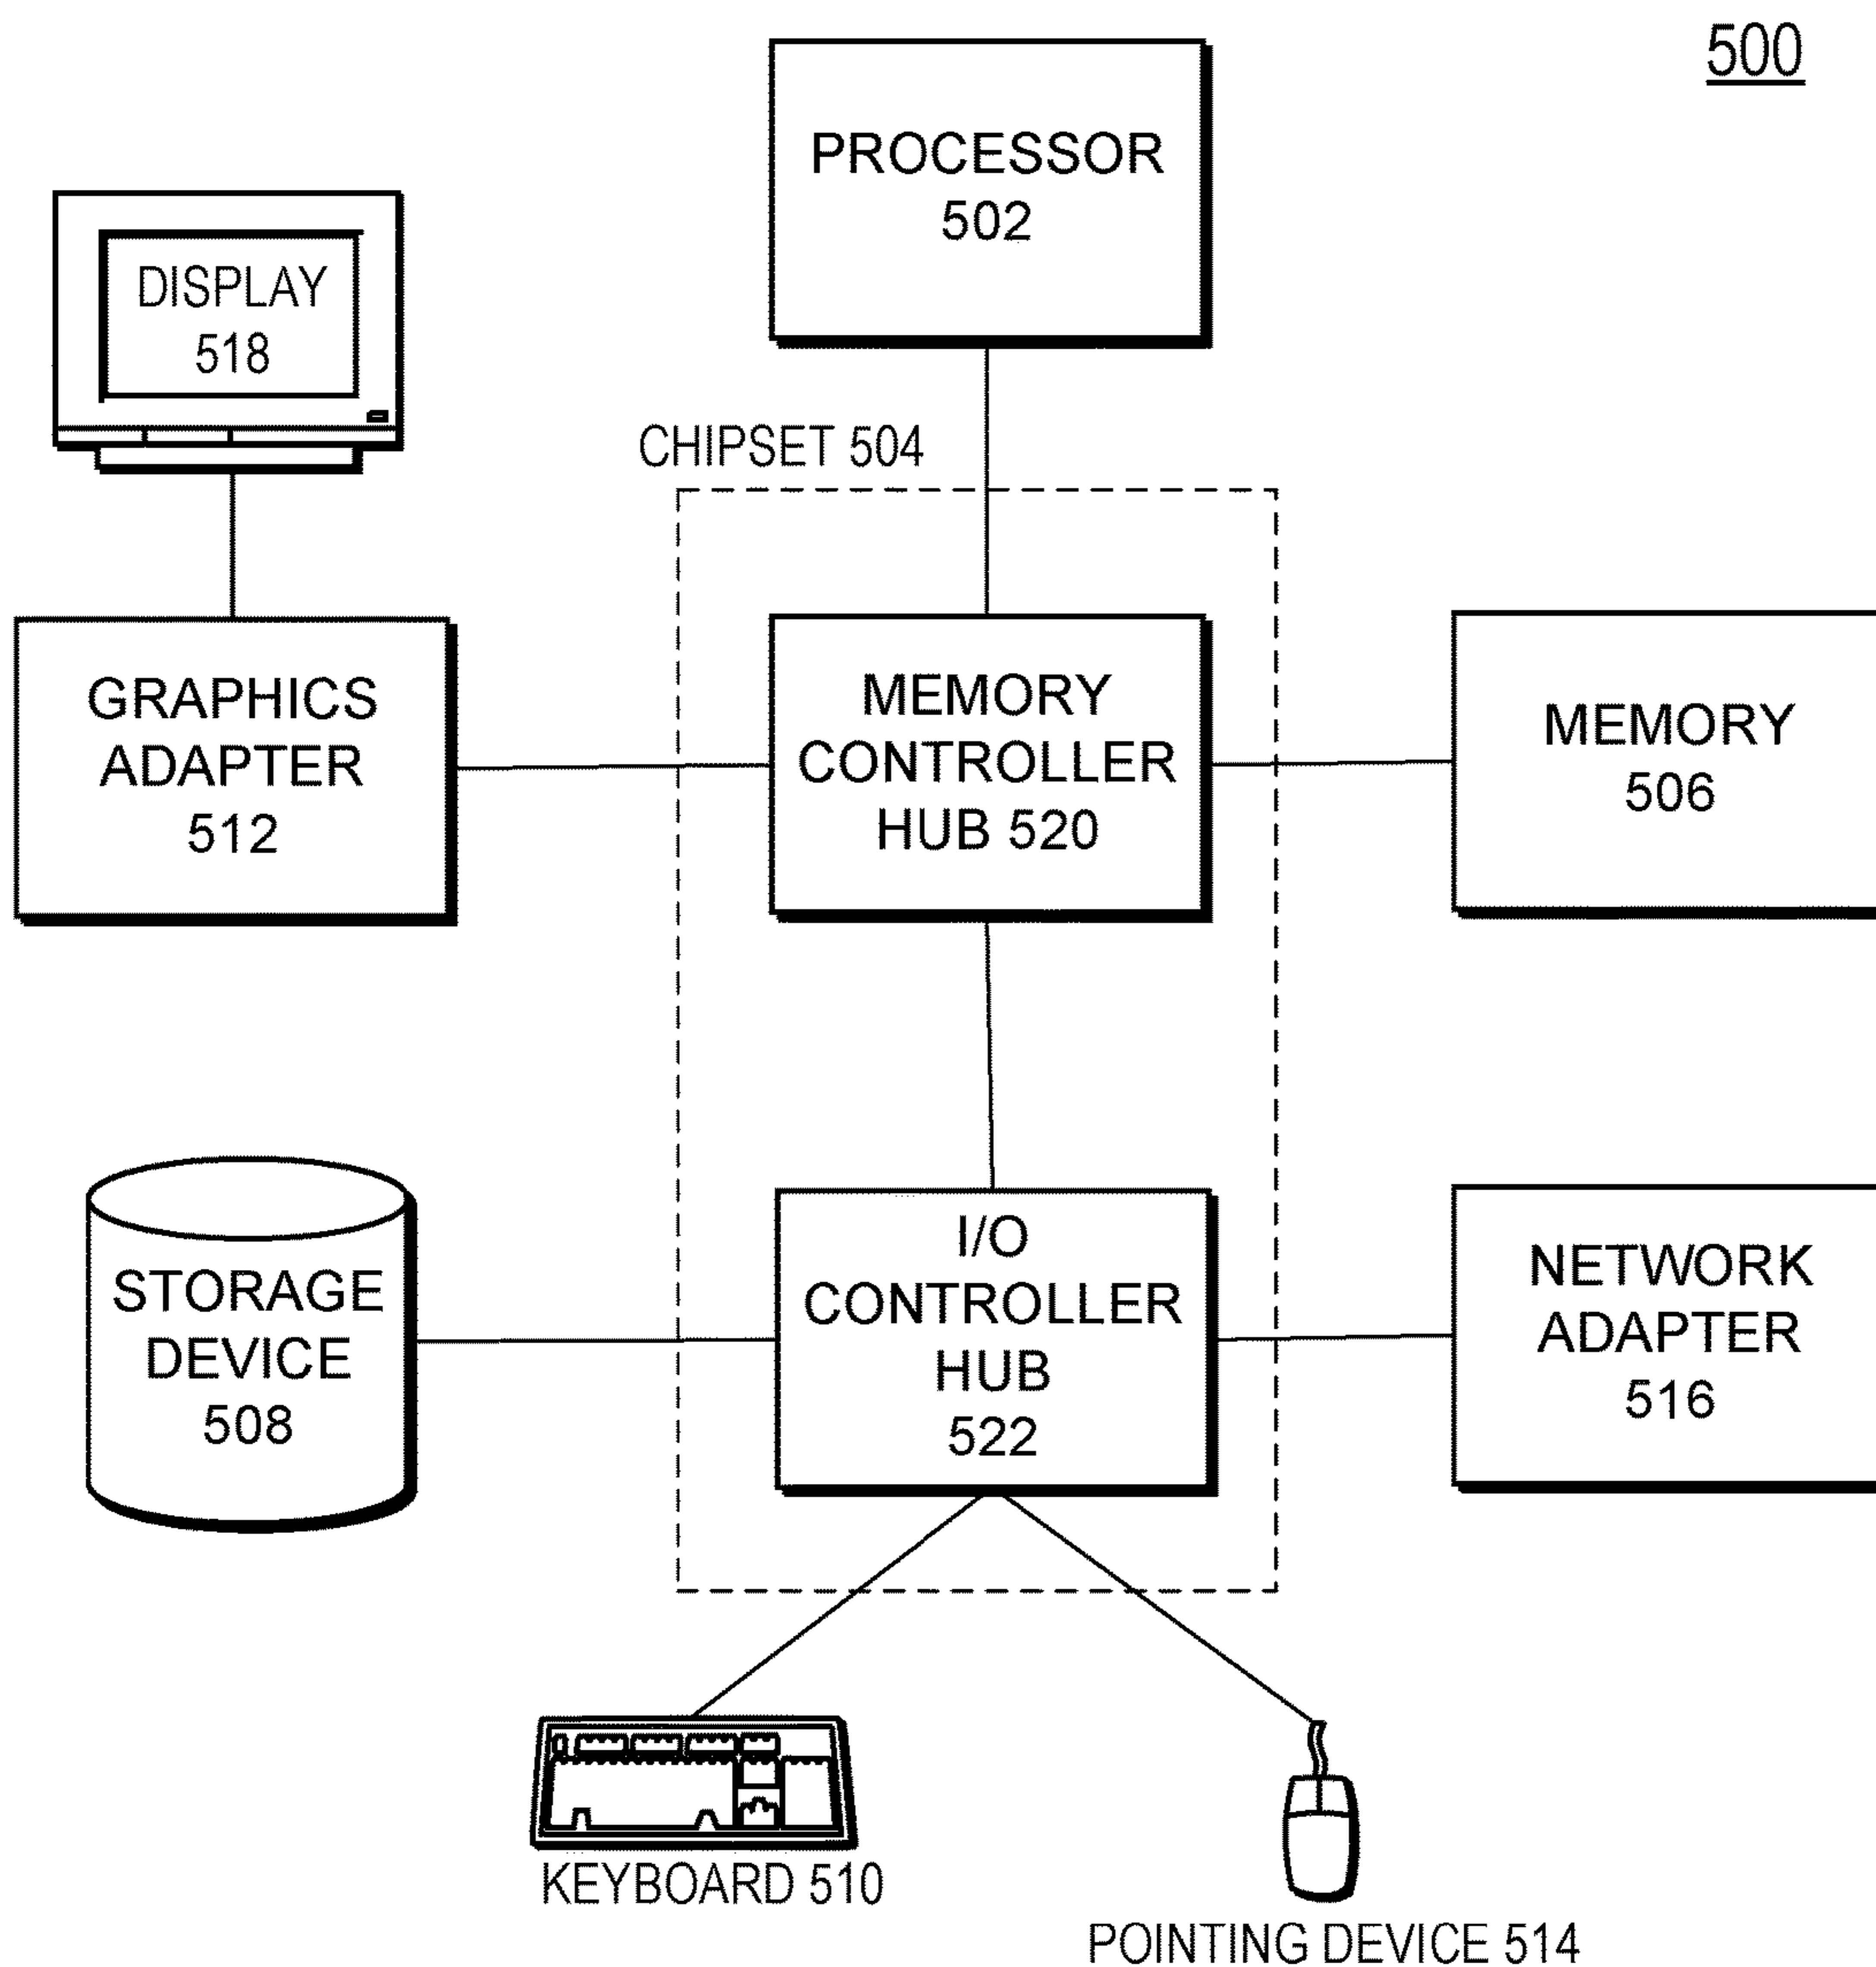 500
PROCESSOR
502
DISPLAY
518
CHIPSET 504
GRAPHICS
ADAPTER
512
MEMORY
CONTROLLER
HUB 520
MEMORY
506
STORAGE
DEVICE
508
I/O
CONTROLLER
HUB
522
NETWORK
ADAPTER
516
KEYBOARD 510
POINTING DEVICE 514